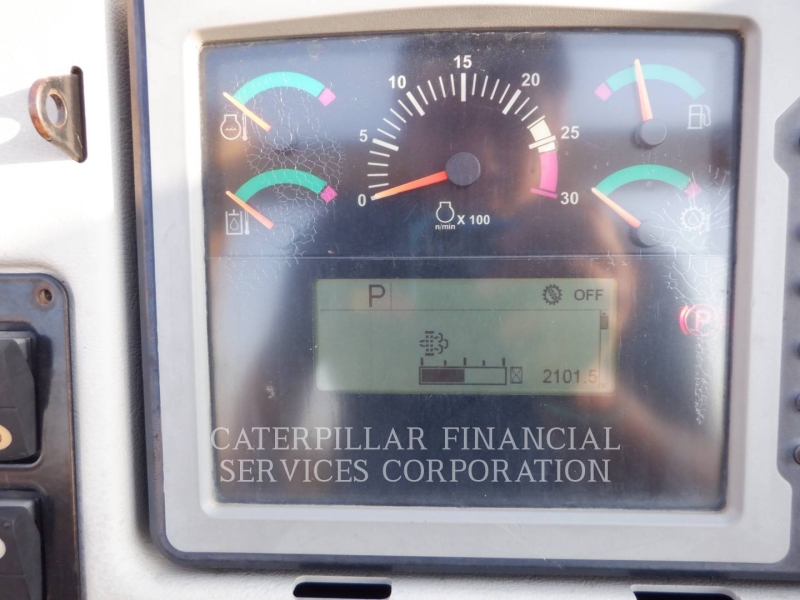 15
10
20
5
25
0
30
n/min
X 100
P
OFF
P
2101.5
CATERPILLAR FINANCIAL
SERVICES CORPORATION